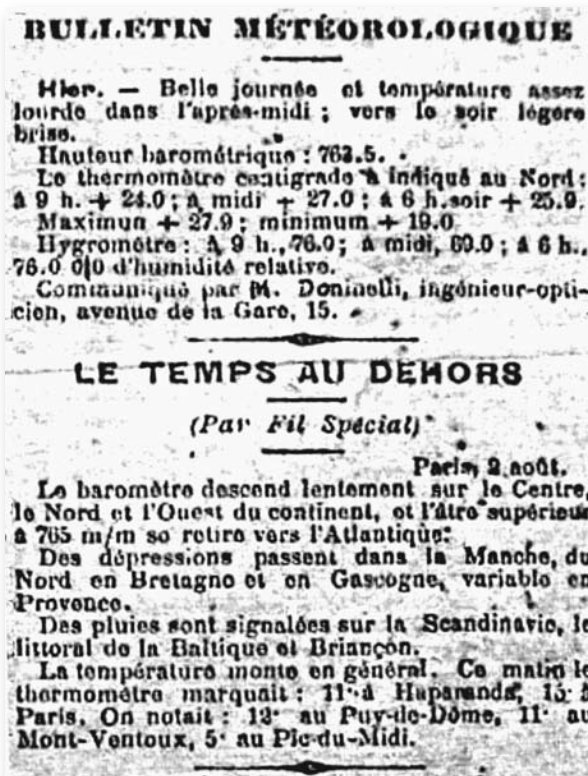 BULLETIN MÉTÉOROLOGIQUE
Hier. — Belle journée et température assez
lourde dans l'après-midi ; vers le soir légère
brise.
Hauteur barométrique : 763.5.
Le thermomètre centigrade a indiqué au Nord :
à 9 h. + 24.0 ; à midi + 27.0 ; à 6 h. soir + 25.9.
Maximun + 27.9 ; minimum + 19.0
Hygromètre : à 9 h., 76.0 ; à midi, 69.0 ; à 6 h.,
76.0 0/0 d'humidité relative.
Communiqué par M. Doninelli, ingénieur-opti-
cien, avenue de la Gare, 15.
LE TEMPS AU DEHORS
(Par Fil Spécial)
Paris, 2 août.
Le baromètre descend lentement sur le Centre,
le Nord et l'Ouest du continent, et l'âtre supérieur
à 765 m/m se retire vers l'Atlantique.
Des dépressions passent dans la Manche, du
Nord en Bretagne et en Gascogne, variable en
Provence.
Des pluies sont signalées sur la Scandinavie, le
littoral de la Baltique et Briançon.
La température monte en général. Ce matin le
thermomètre marquait : 11° à Haparanda, 15 à
Paris. On notait : 12° au Puy-de-Dôme, 11° au
Mont-Ventoux, 5° au Pic-du-Midi.